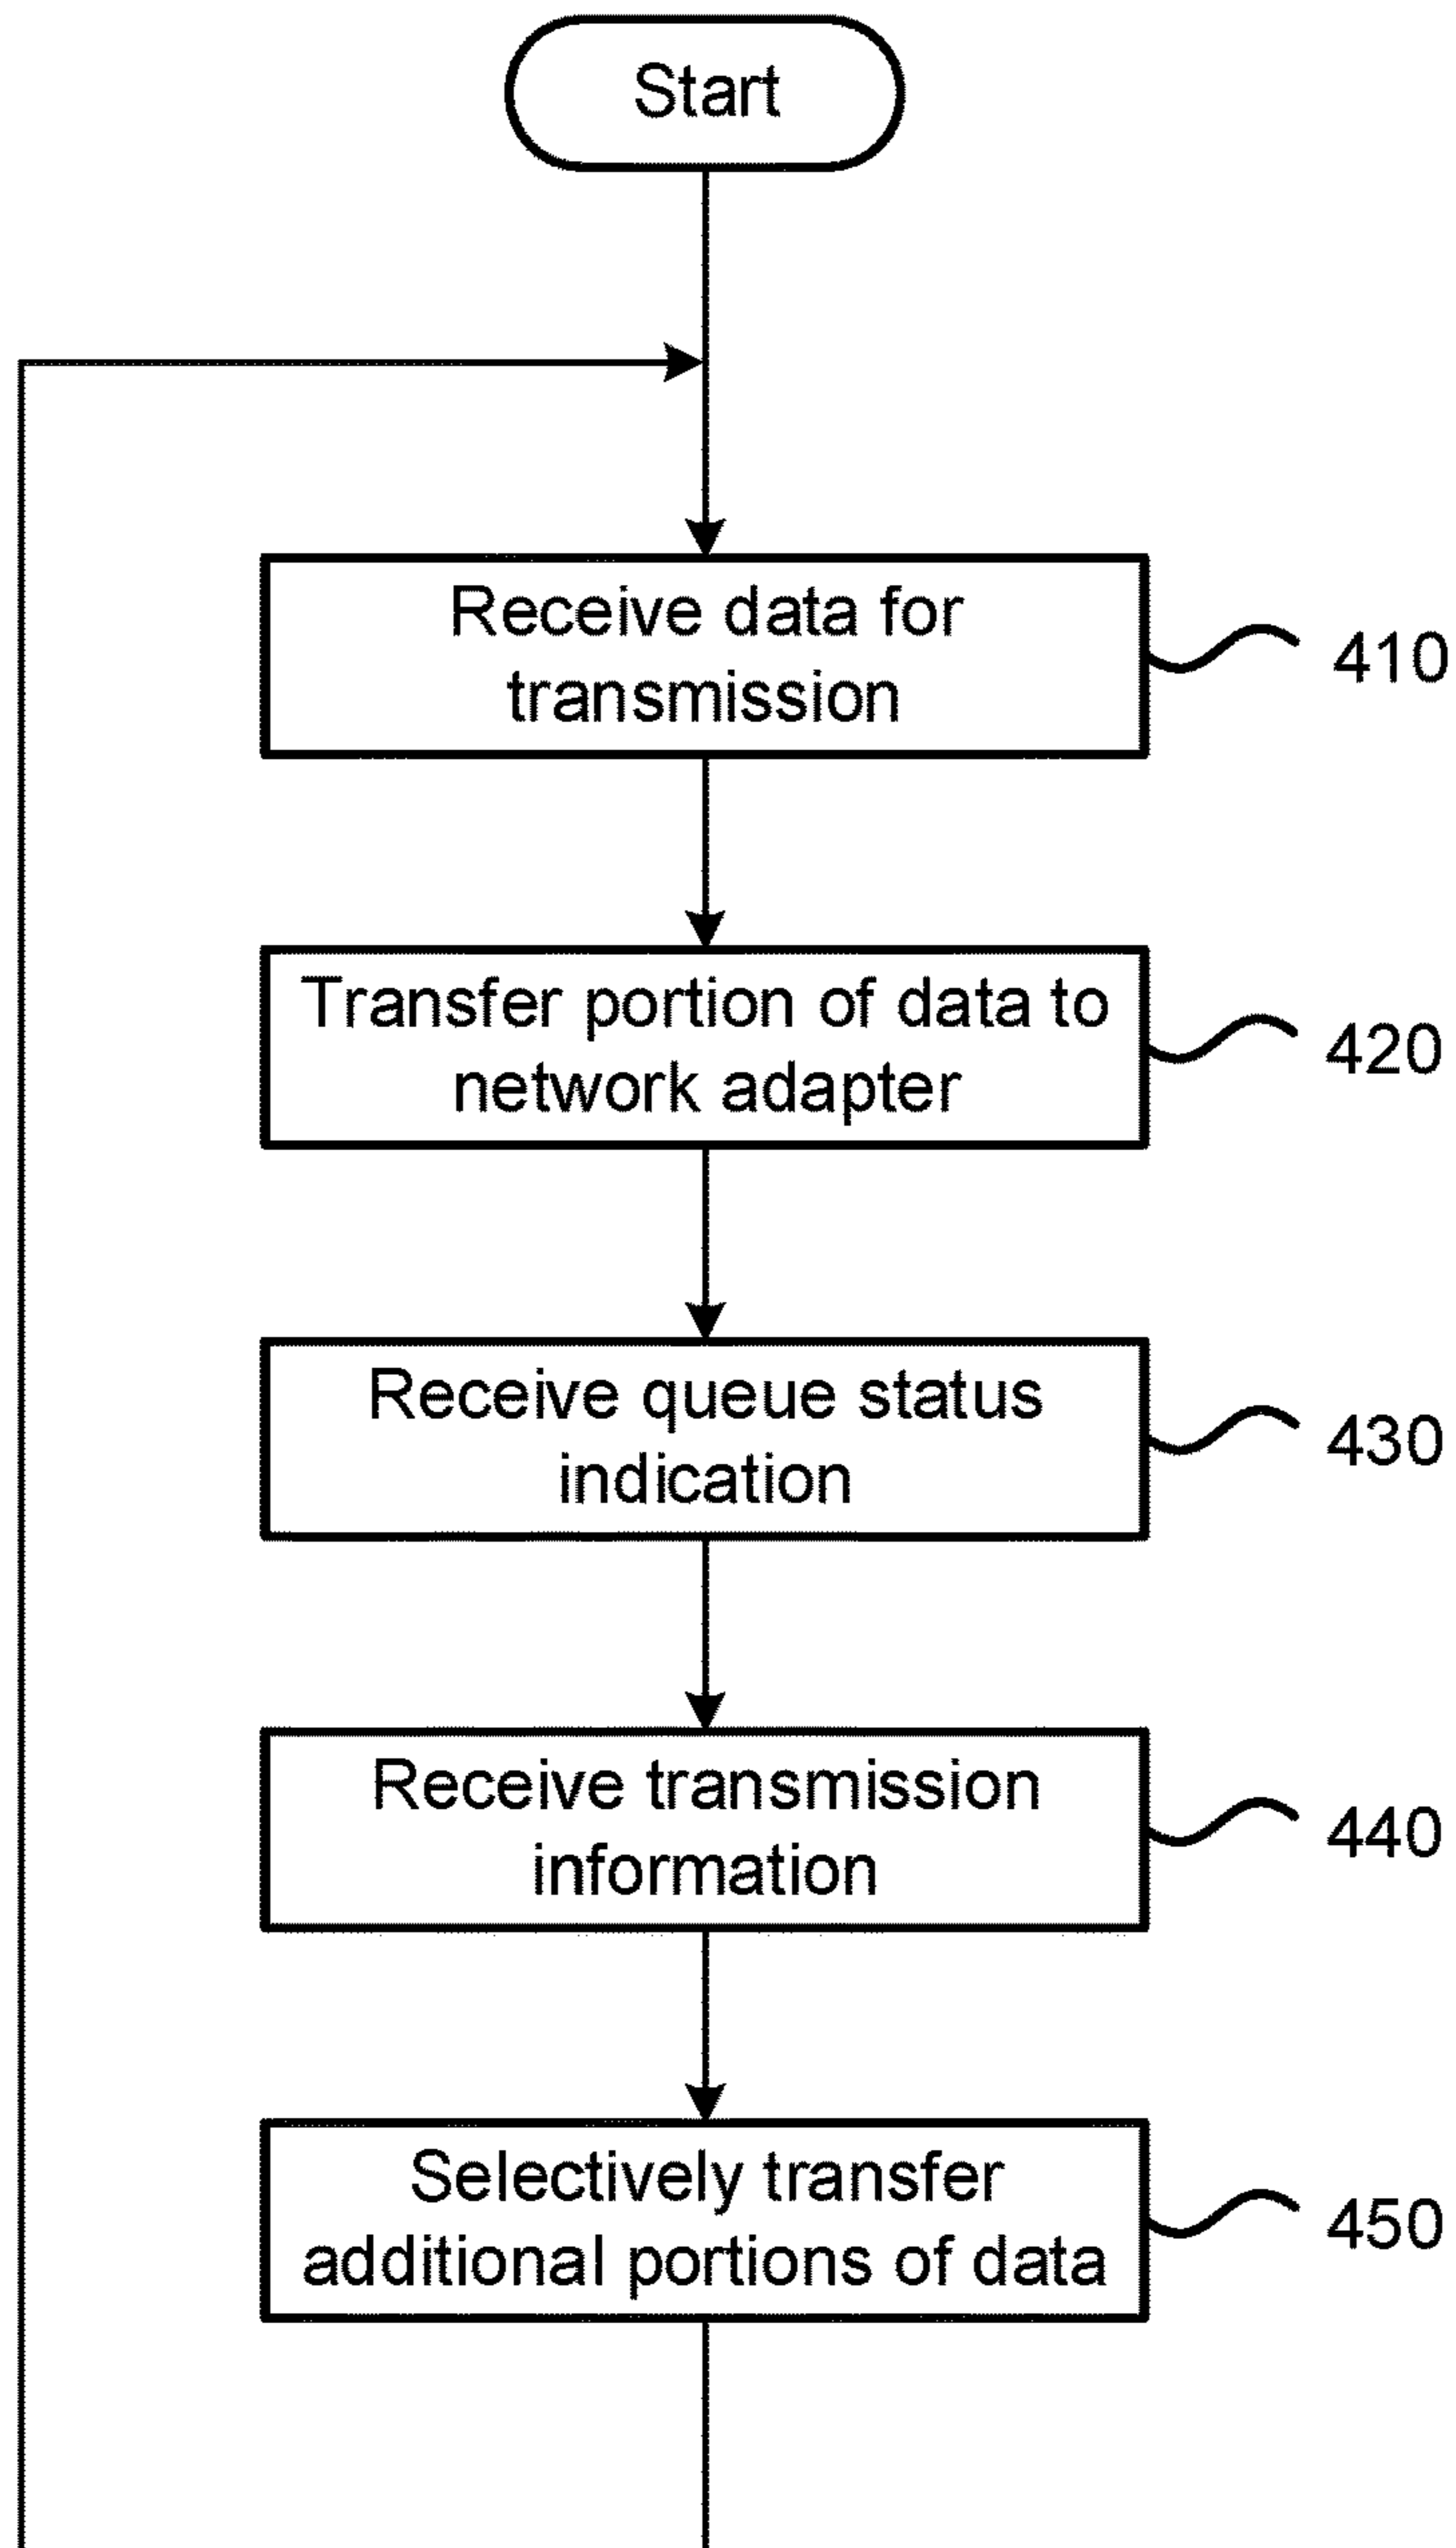 Start
Receive data for
transmission
410
Transfer portion of data to
network adapter
420
Receive queue status
indication
430
Receive transmission
information
440
Selectively transfer
additional portions of data
450